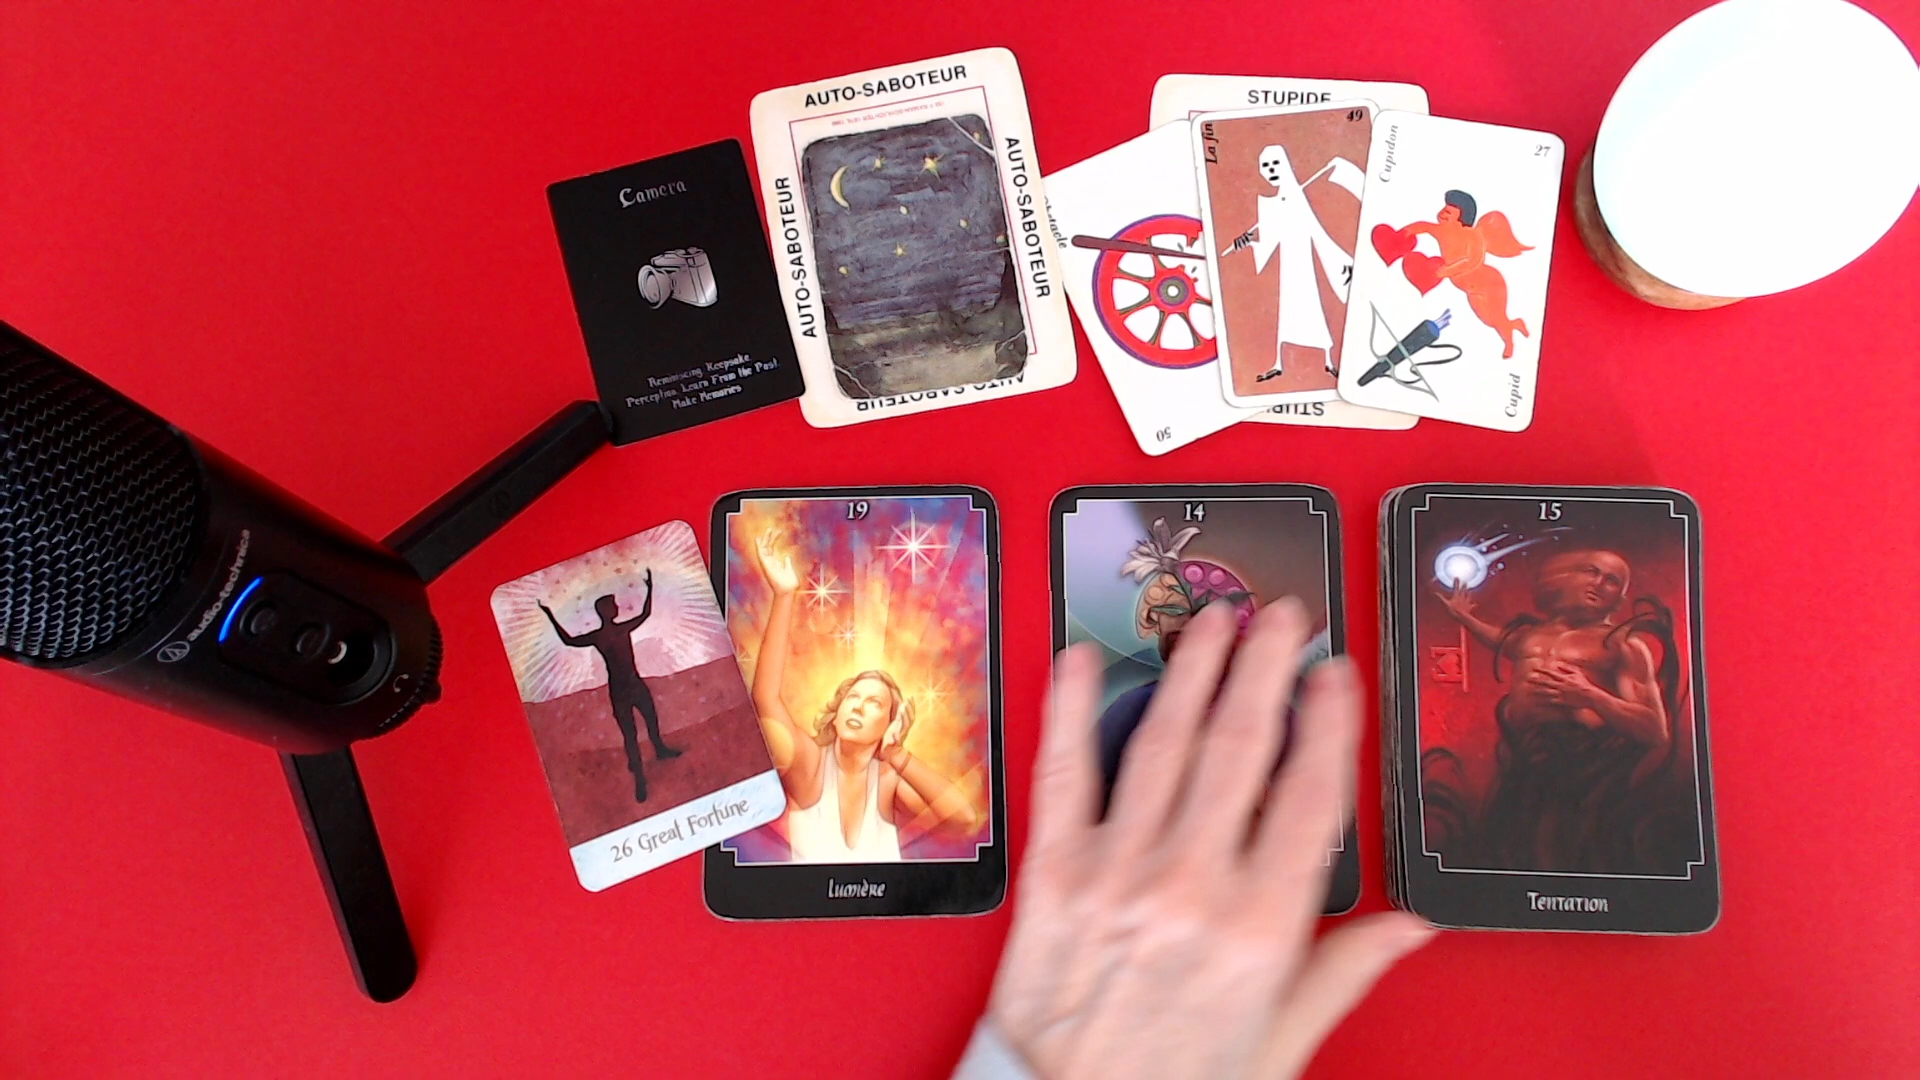 Camera
Reminiscing Keepsake.
Perception Learn From the Past.
Make Memories
AUTO-SABOTEUR
AUTO-SABOTEUR
AUTO-SABOTEUR
AUTO-SABOTEUR
STUPIDE
50
La fin
49
Cupidon
27
Cupid
audio-technica
26 Great Fortune
19
Lumière
14
15
Tentation